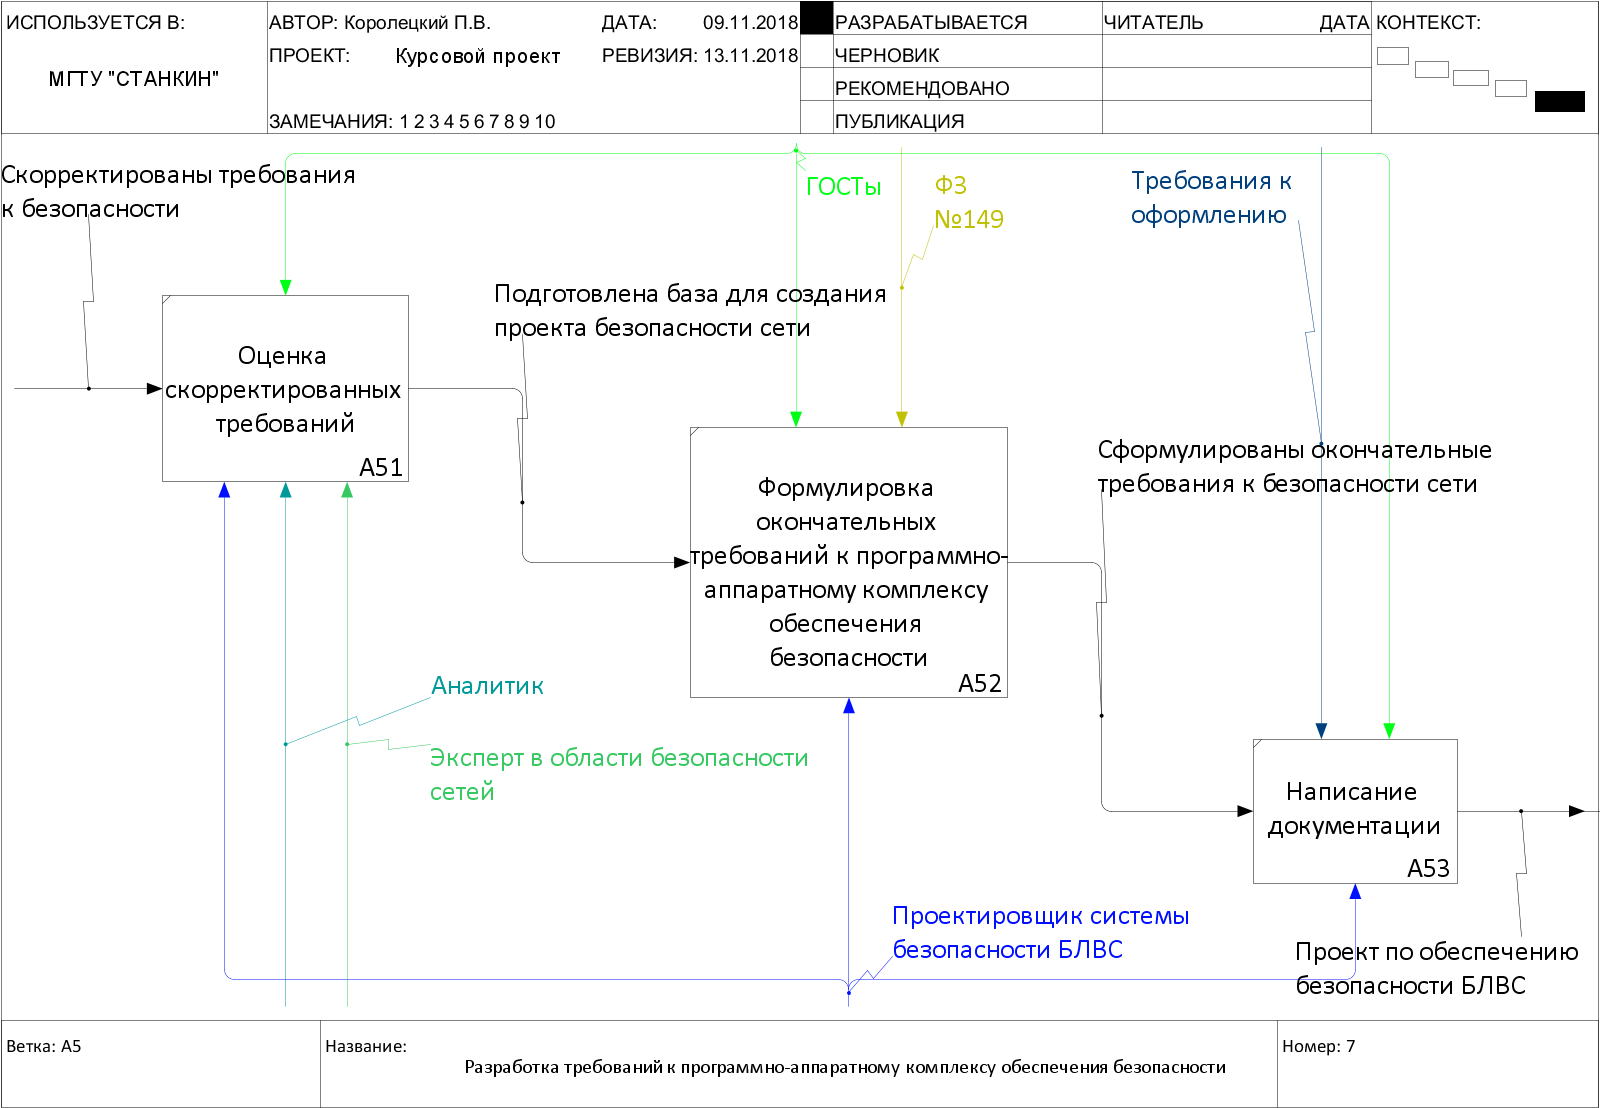 ИСПОЛЬЗУЕТСЯ В:
МГТУ "СТАНКИН"
АВТОР: Королецкий П.В.
ДАТА: 09.11.2018
ПРОЕКТ: Курсовой проект
РЕВИЗИЯ: 13.11.2018
ЗАМЕЧАНИЯ: 1 2 3 4 5 6 7 8 9 10
РАЗРАБАТЫВАЕТСЯ
ЧЕРНОВИК
РЕКОМЕНДОВАНО
ПУБЛИКАЦИЯ
ЧИТАТЕЛЬ ДАТА
КОНТЕКСТ:
Скорректированы требования
к безопасности
ГОСТы
ФЗ
№149
Требования к
оформлению
Подготовлена база для создания
проекта безопасности сети
Оценка
скорректированных
требований
А51
Сформулированы окончательные
требования к безопасности сети
Формулировка
окончательных
требований к программно-
аппаратному комплексу
обеспечения
безопасности
А52
Аналитик
Эксперт в области безопасности
сетей
Написание
документации
А53
Проектировщик системы
безопасности БЛВС
Проект по обеспечению
безопасности БЛВС
Ветка: А5
Название:
Разработка требований к программно-аппаратному комплексу обеспечения безопасности
Номер: 7